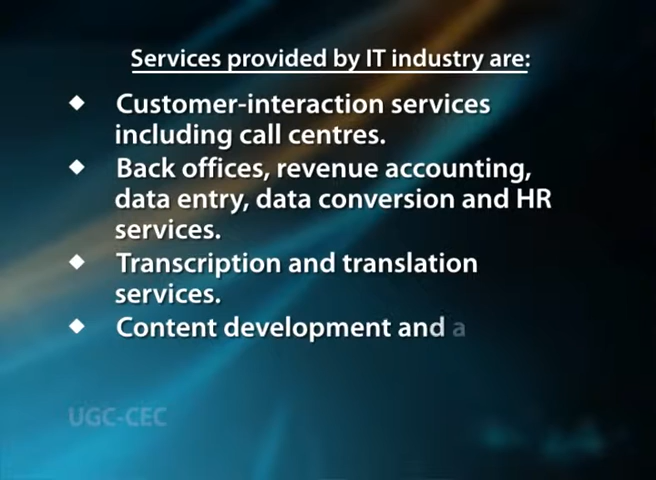 Services provided by IT industry are:
◆ Customer-interaction services
including call centres.
◆ Back offices, revenue accounting,
data entry, data conversion and HR
services.
◆ Transcription and translation
services.
◆ Content development and a
UGC-CEC